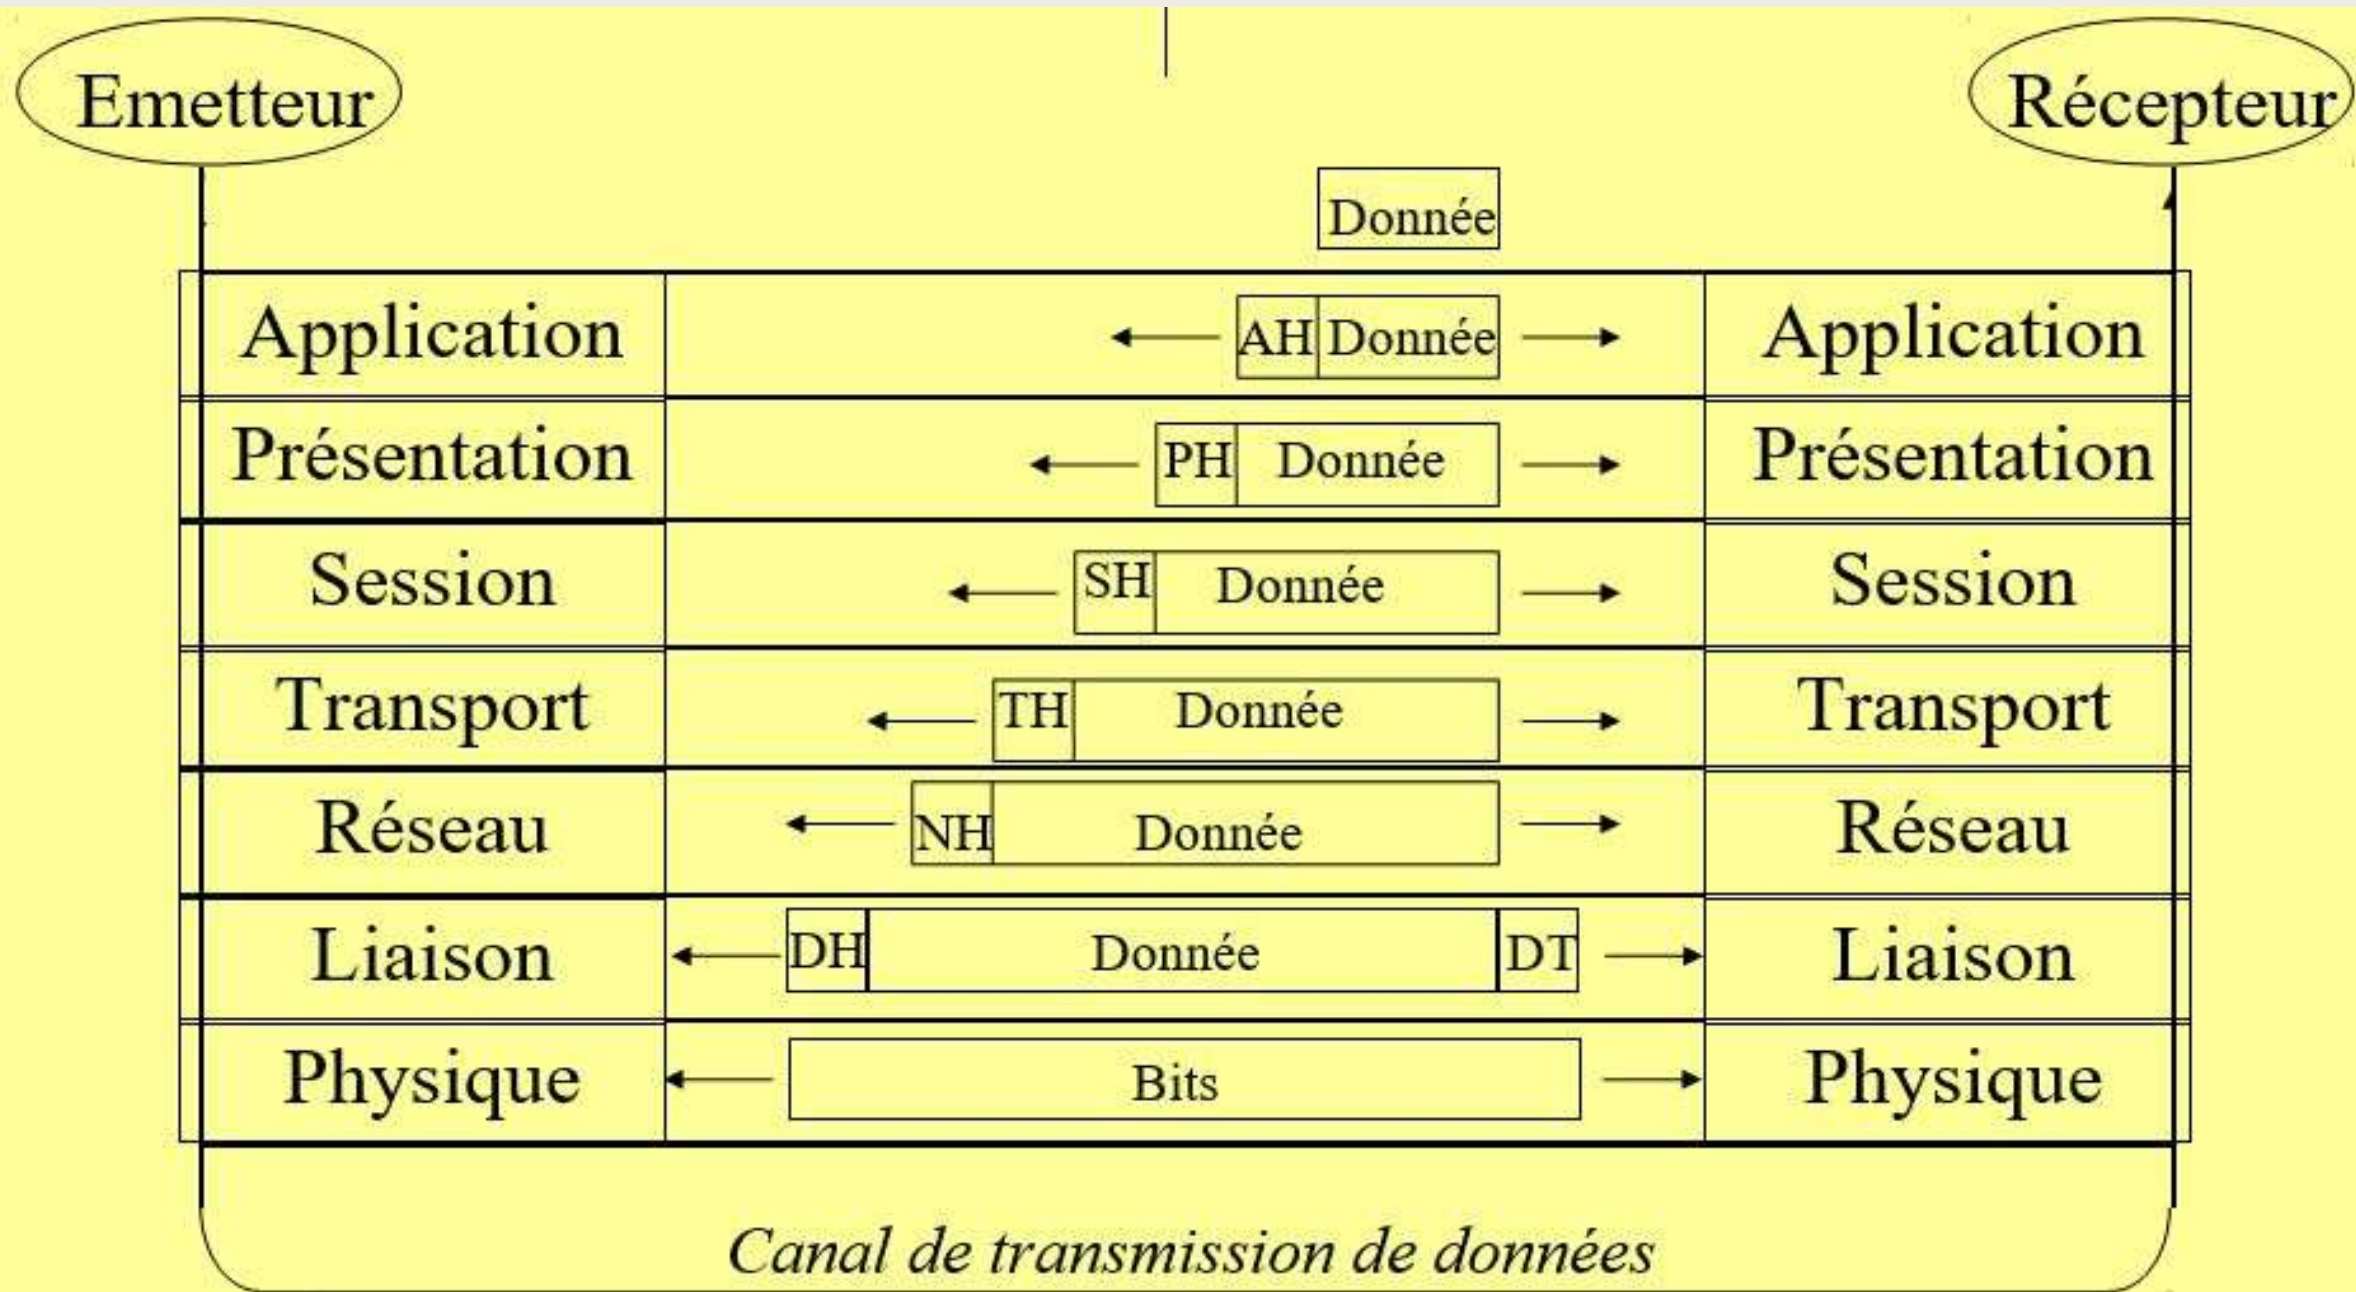 Emetteur
Récepteur
Donnée
Application AH Donnée Application
Présentation PH Donnée Présentation
Session SH Donnée Session
Transport TH Donnée Transport
Réseau NH Donnée Réseau
Liaison DH Donnée DT Liaison
Physique Bits Physique
Canal de transmission de données